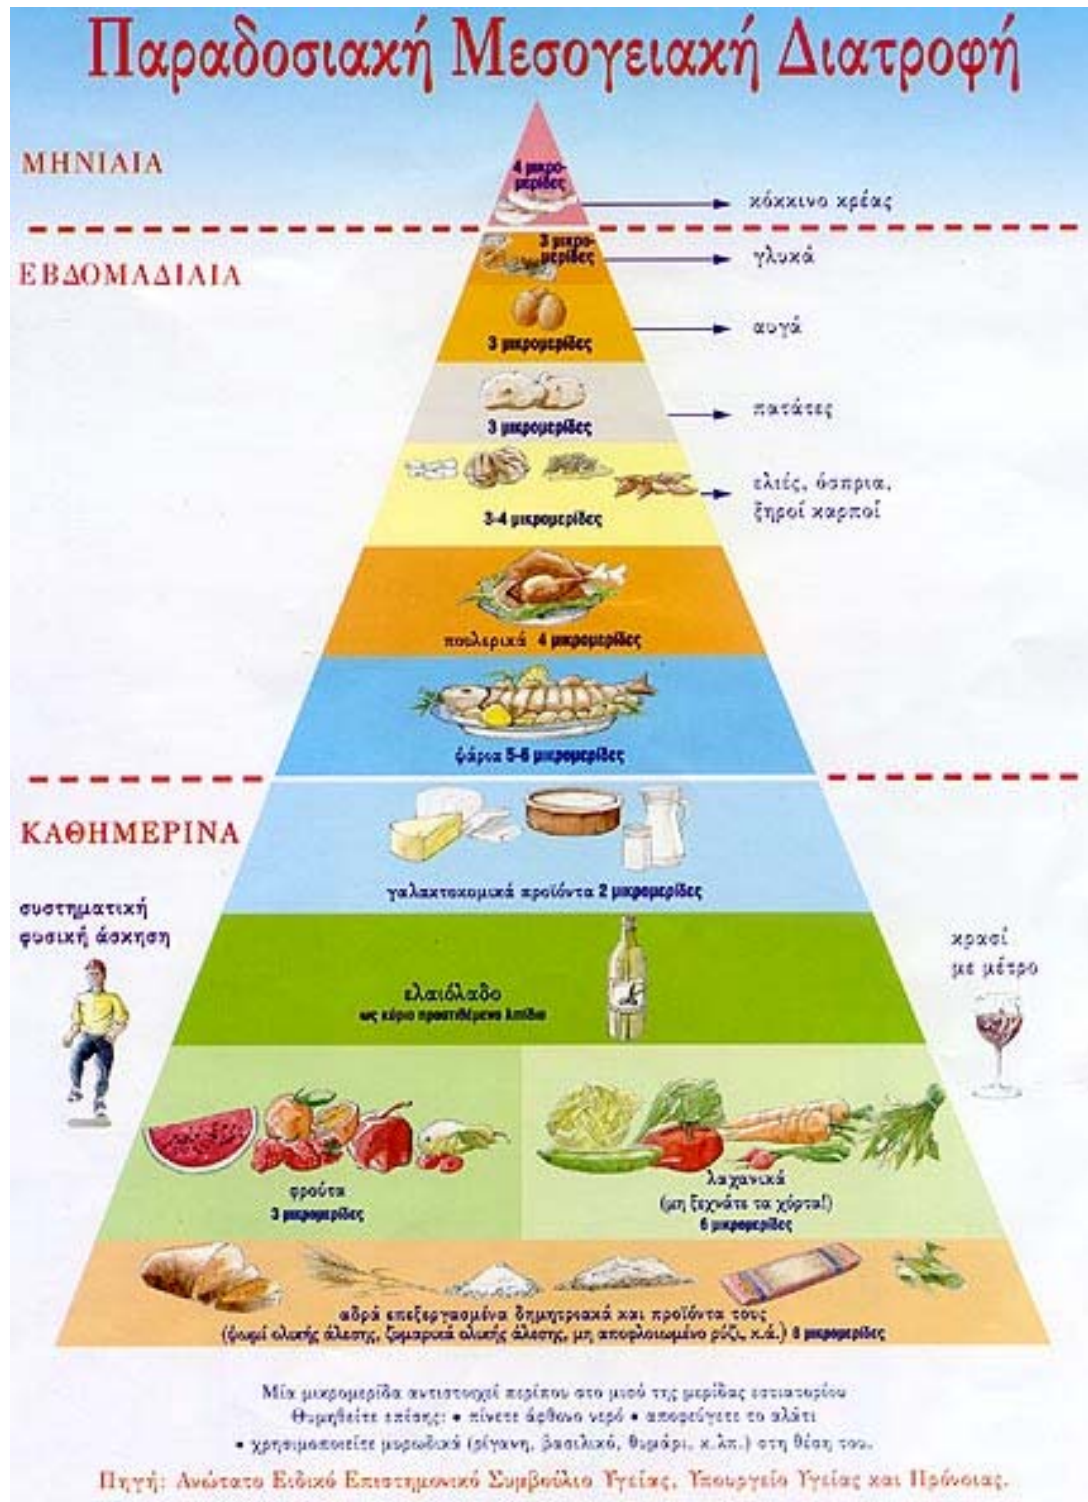 Παραδοσιακή Μεσογειακή Διατροφή
ΜΗΝΙΑΙΑ
4 μικρο-
μερίδες
κόκκινο κρέας
ΕΒΔΟΜΑΔΙΑΙΑ
3 μικρο-
μερίδες
γλυκά
αυγά
3 μικρομερίδες
πατάτες
3 μικρομερίδες
ελιές, όσπρια,
ξηροί καρποί
3-4 μικρομερίδες
πουλερικά 4 μικρομερίδες
ψάρια 5-6 μικρομερίδες
ΚΑΘΗΜΕΡΙΝΑ
γαλακτοκομικά προϊόντα 2 μικρομερίδες
συστηματική
φυσική άσκηση
κρασί
με μέτρο
ελαιόλαδο
ως κύριο προστιθέμενο λιπίδιο
φρούτα
3 μικρομερίδες
λαχανικά
(μη ξεχνάτε τα χόρτα!)
6 μικρομερίδες
αδρά επεξεργασμένα δημητριακά και προϊόντα τους
(ψωμί ολικής άλεσης, ζυμαρικά ολικής άλεσης, μη αποφλοιωμένο ρύζι, κ.ά.) 8 μικρομερίδες
Μία μικρομερίδα αντιστοιχεί περίπου στο μισό της μερίδας εστιατορίου
Θυμηθείτε επίσης: • πίνετε άφθονο νερό • αποφεύγετε το αλάτι
• χρησιμοποιείτε μυρωδικά (ρίγανη, βασιλικό, θυμάρι, κ.λπ.) στη θέση του.
Πηγή: Ανώτατο Ειδικό Επιστημονικό Συμβούλιο Υγείας, Υπουργείο Υγείας και Πρόνοιας.